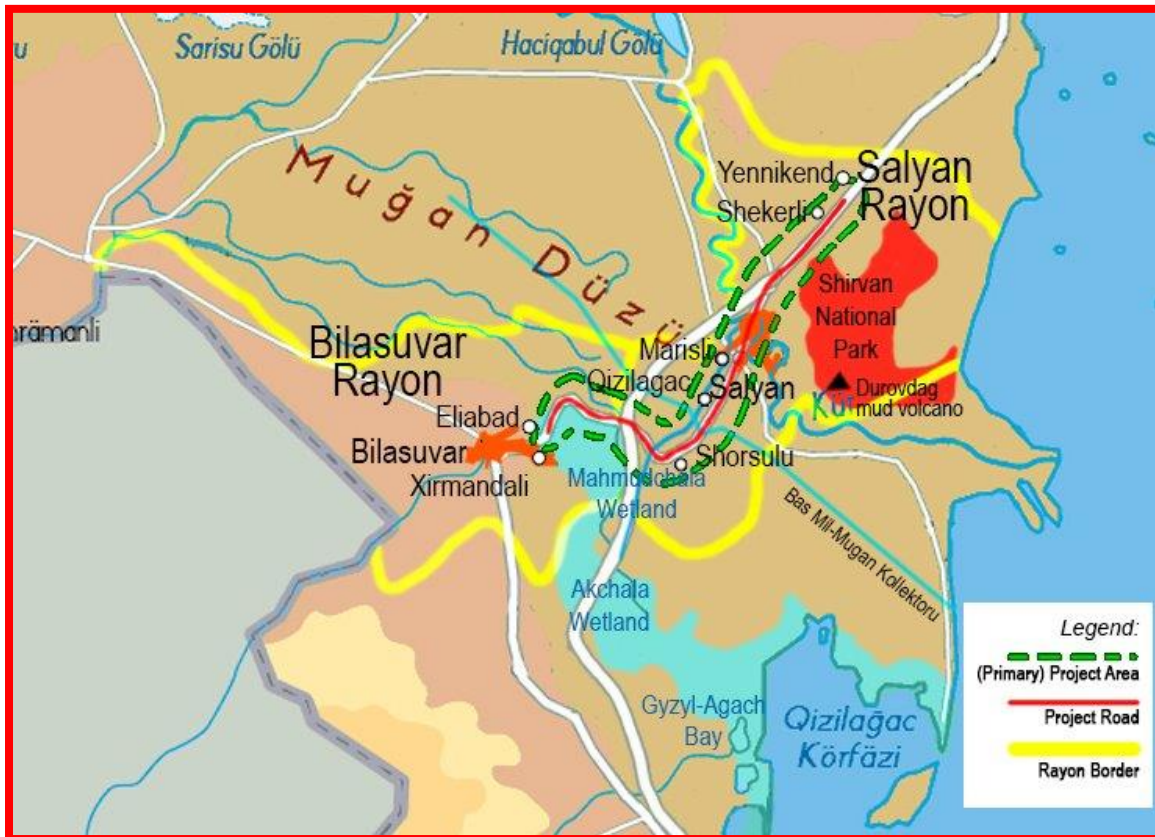 u
Sarisu Gölü
Haciqabul Gölü
Muğan Düzü
Yennikend
Salyan
Rayon
Shekerli
Shirvan
National
Park
Durovdag
mud volcano
Bilasuvar
Rayon
Marisli
Qizilagac
Salyan
Eliabad
Bilasuvar
Xirmandali
Shorsulu
Mahmudchala
Wetland
Bas Mil-Mugan Kollektoru
Akchala
Wetland
Gyzyl-Agach
Bay
Qizilağac
Körfäzi
Legend:
(Primary) Project Area
Project Road
Rayon Border